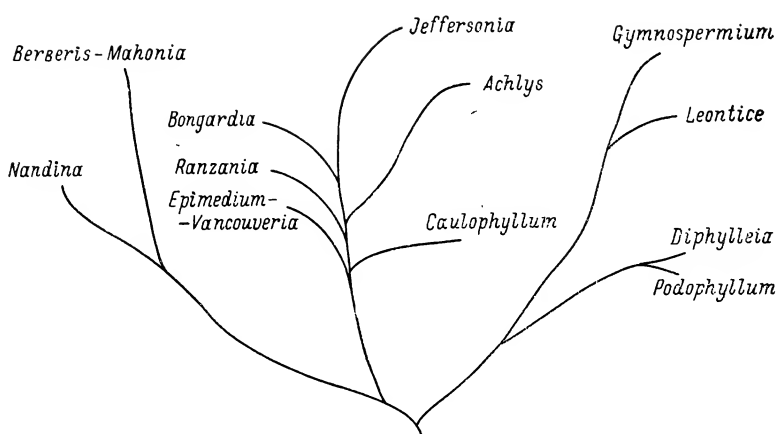 Jeffersonia
Gymnospermium
Berberis-Mahonia
Achlys
Bongardia
Leontice
Nandina
Ranzania
Epimedium-
-Vancouveria
Caulophyllum
Diphylleia
Podophyllum